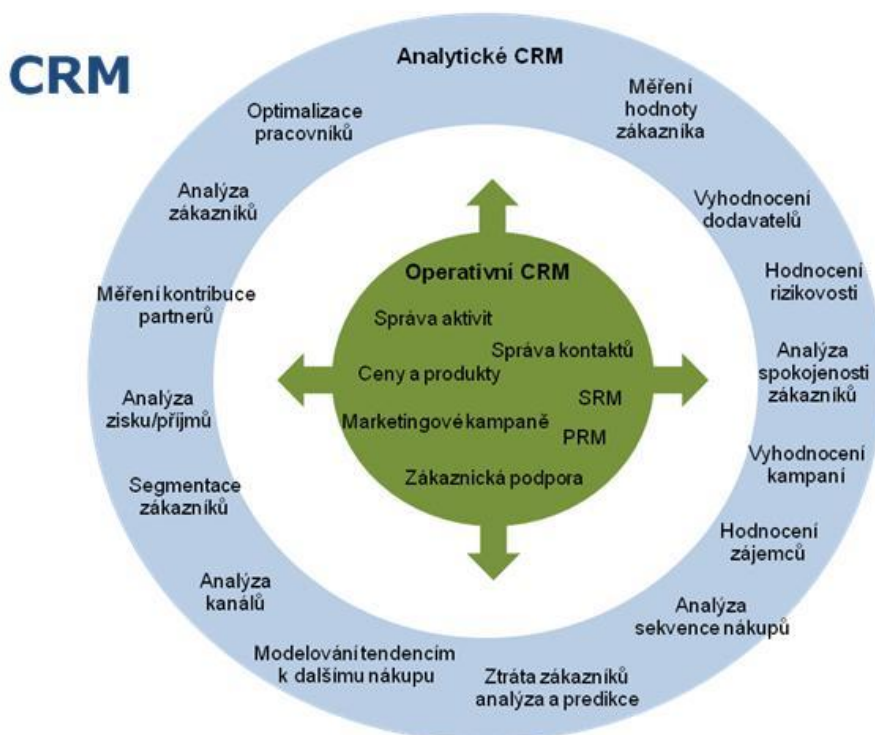 CRM
Analytické CRM
Měření
hodnoty
zákazníka
Vyhodnocení
dodavatelů
Hodnocení
rizikovosti
Analýza
spokojenosti
zákazníků
Vyhodnocení
kampaní
Hodnocení
zájemců
Analýza
sekvence nákupů
Ztráta zákazníků
analýza a predikce
Modelování tendencím
k dalšímu nákupu
Analýza
kanálů
Segmentace
zákazníků
Analýza
zisku/příjmů
Měření kontribuce
partnerů
Analýza
zákazníků
Optimalizace
pracovníků
Operativní CRM
Správa aktivit
Správa kontaktů
Ceny a produkty
SRM
Marketingové kampaně
PRM
Zákaznická podpora